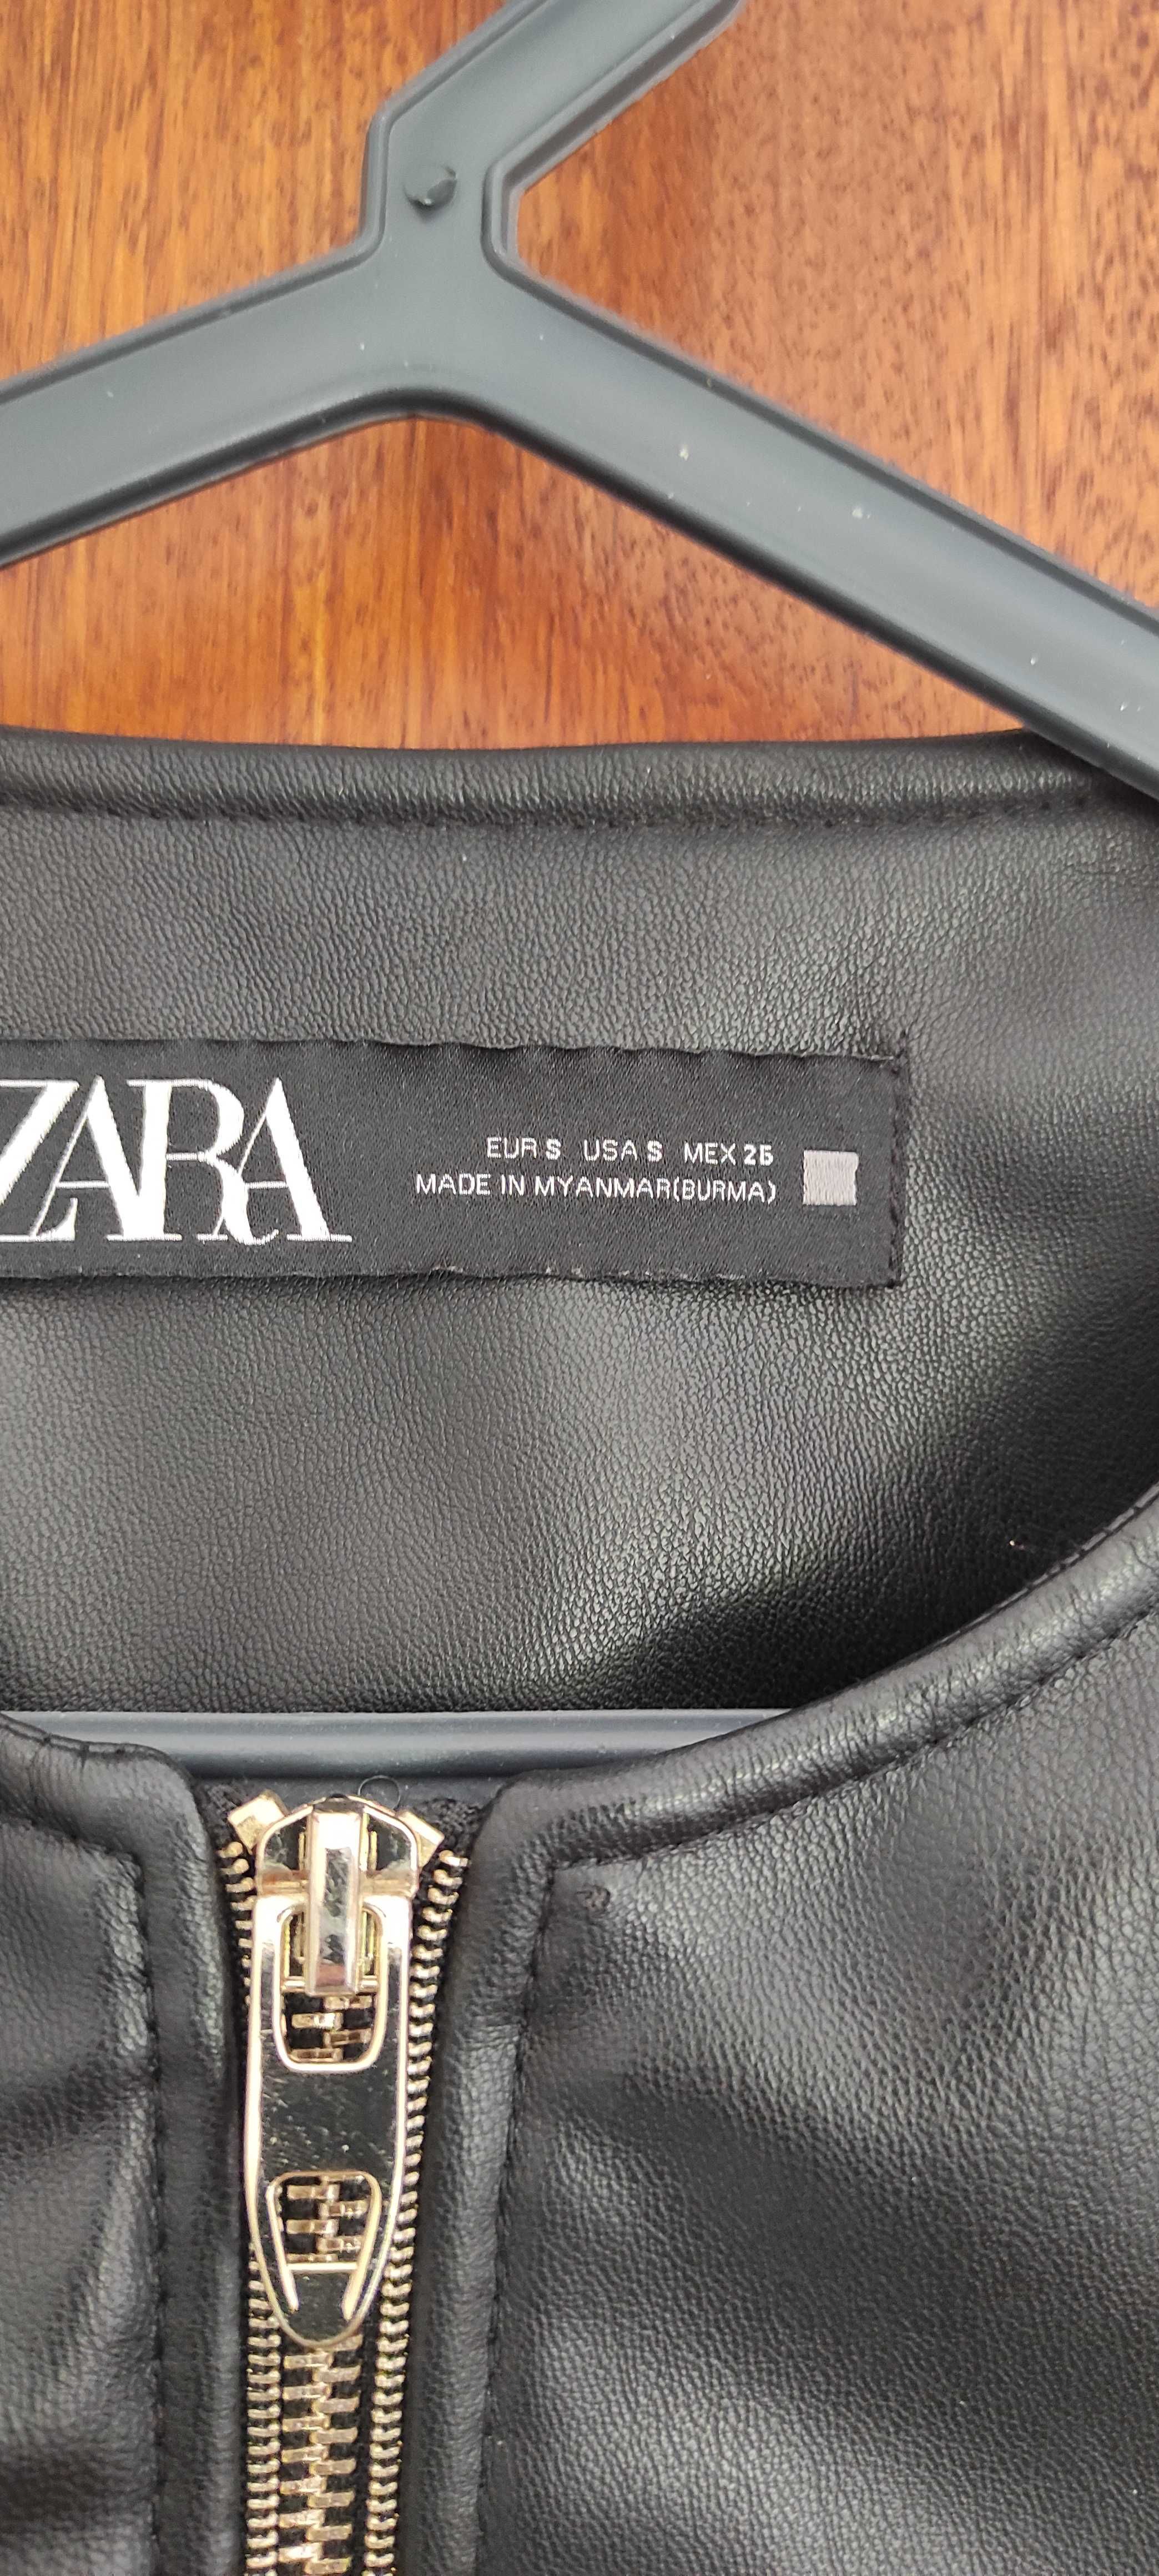 ZARA
EUR S USA S MEX 26
MADE IN MYANMAR(BURMA)